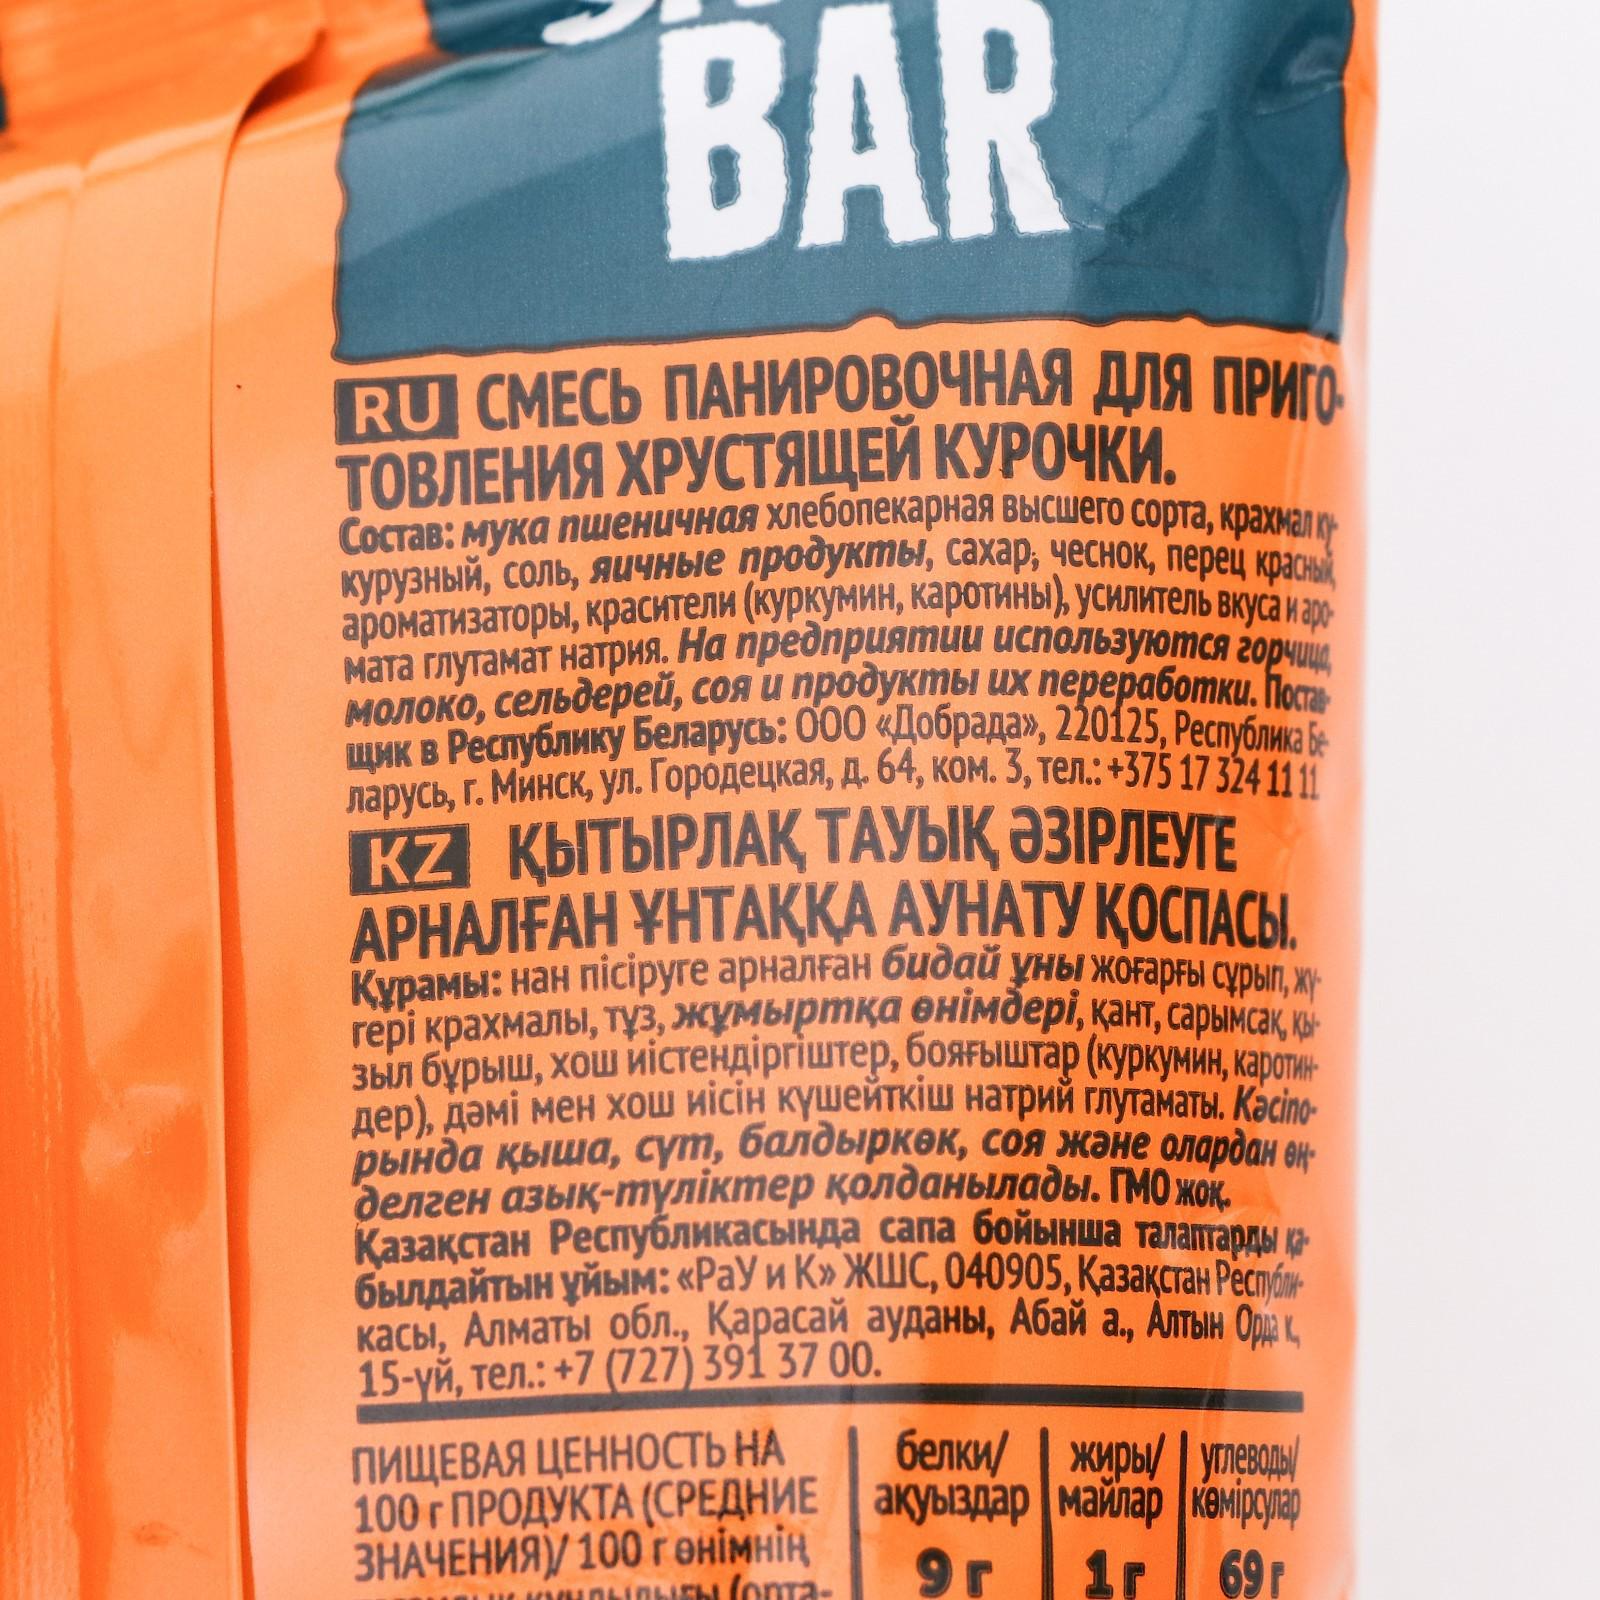 BAR
RU СМЕСЬ ПАНИРОВОЧНАЯ ДЛЯ ПРИГО-
ТОВЛЕНИЯ ХРУСТЯЩЕЙ КУРОЧКИ.
Состав: мука пшеничная хлебопекарная высшего сорта, крахмал ку-
курузный, соль, яичные продукты, сахар, чеснок, перец красный,
ароматизаторы, красители (куркумин, каротины), усилитель вкуса и аро-
мата глутамат натрия. На предприятии используются горчица,
молоко, сельдерей, соя и продукты их переработки. Постав-
щик в Республику Беларусь: ООО «Добрада», 220125, Республика Бе-
ларусь, г. Минск, ул. Городецкая, д. 64, ком. 3, тел.: +375 17 324 11 11
KZ ҚЫТЫРЛАҚ ТАУЫҚ ӘЗІРЛЕУГЕ
АРНАЛҒАН ҰНТАҚҚА АУНАТУ ҚОСПАСЫ.
Құрамы: нан пісіруге арналған бидай ұны жоғарғы сұрып, жү-
гері крахмалы, тұз, жұмыртқа өнімдері, қант, сарымсақ, қы-
зыл бұрыш, хош иістендіргіштер, бояғыштар (куркумин, каротин-
дер), дәмі мен хош иісін күшейткіш натрий глутаматы. Кәсіпо-
рында қыша, сүт, балдыркөк, соя және олардан өң-
делген азық-түліктер қолданылады. ГМО жоқ.
Қазақстан Республикасында сапа бойынша талаптарды қа-
былдайтын ұйым: «РаУ и К» ЖШС, 040905, Қазақстан Республи-
касы, Алматы обл., Қарасай ауданы, Абай а., Алтын Орда к.,
15-үй, тел.: +7 (727) 391 37 00.
ПИЩЕВАЯ ЦЕННОСТЬ НА
100 г ПРОДУКТА (СРЕДНИЕ
ЗНАЧЕНИЯ)/ 100 г өнімнің
белки/ жиры/ углеводы/
ақуыздар майлар көмірсулар
9 г 1 г 69 г